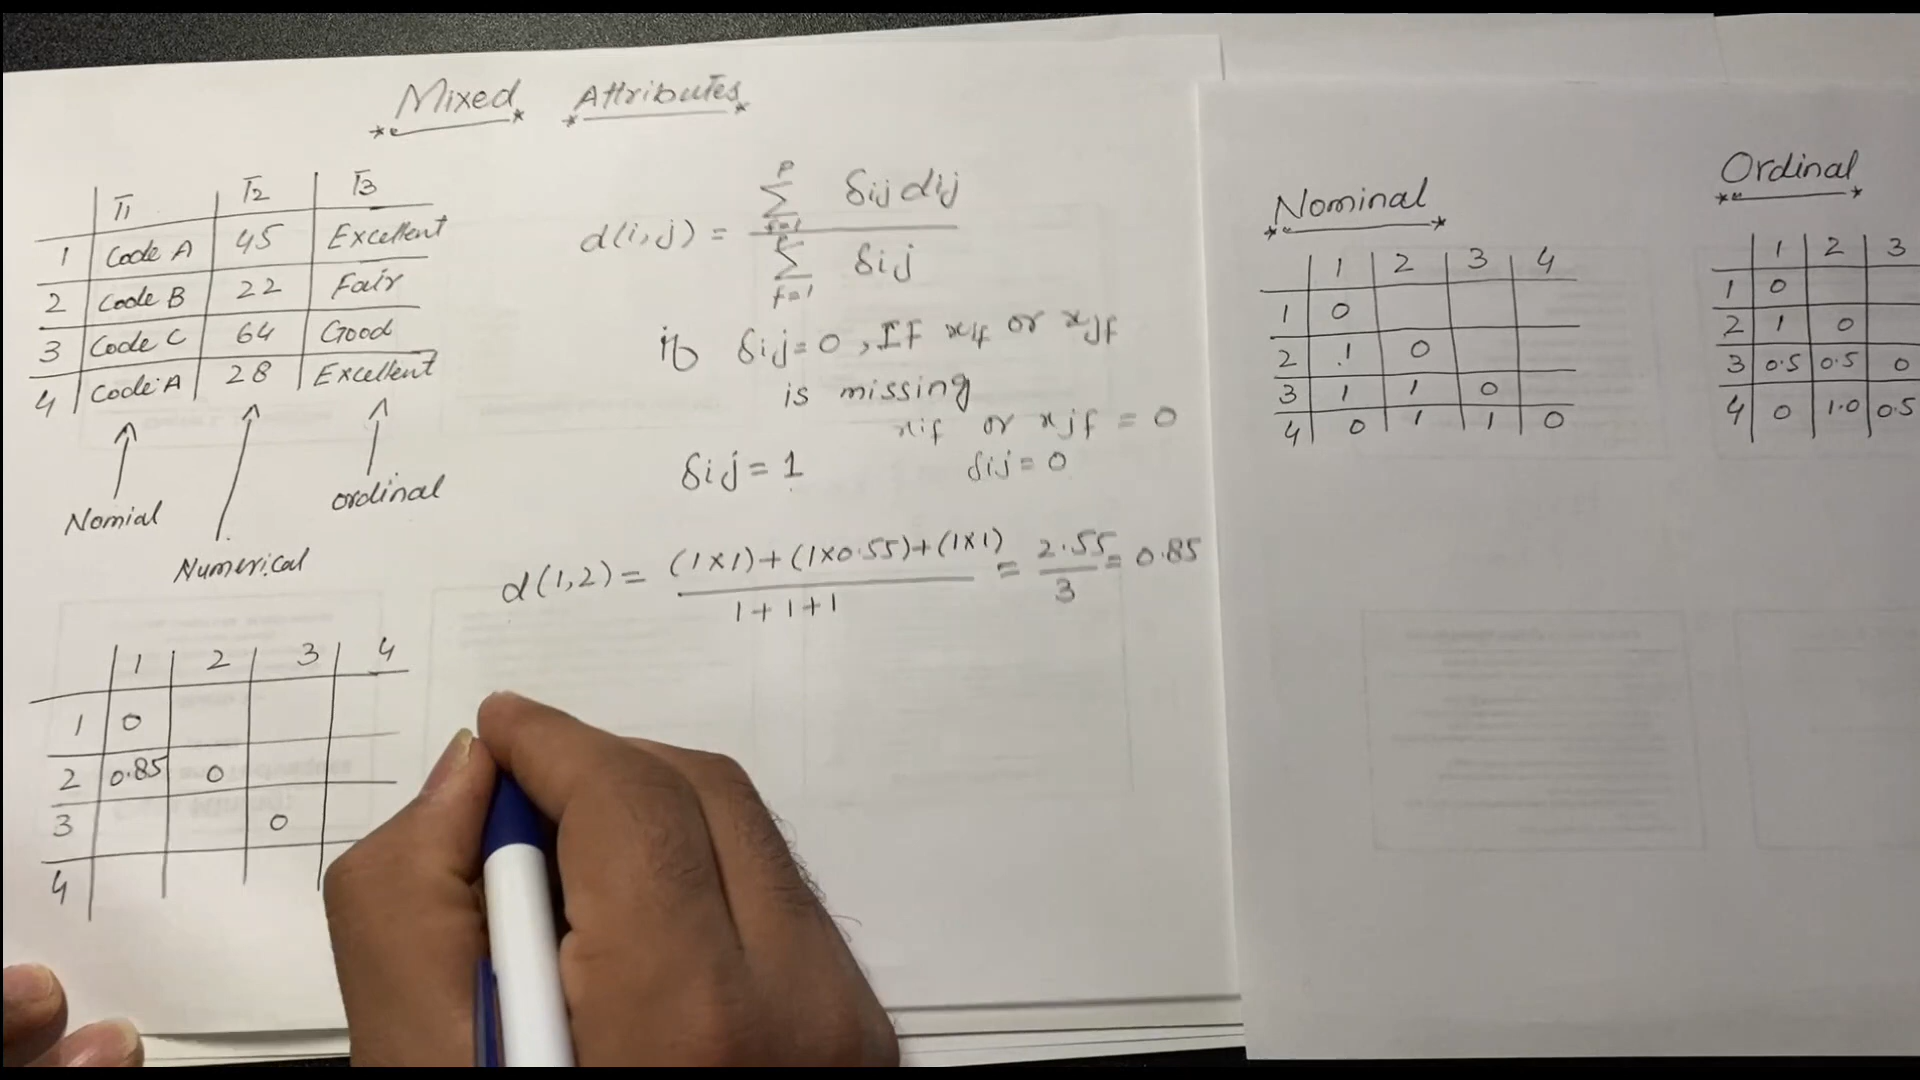 Mixed Attributes
T1 T2 T3
1 Code A 45 Excellent
2 Code B 22 Fair
3 Code C 64 Good
4 Code A 28 Excellent
Nomial
Numerical
ordinal
d(i,j) = Σ δij dij
p
f=1
Σ δij
f=1
δij=0, If xif or xjf
is missing
xif or xjf = 0
δij = 1 δij = 0
d(1,2) = (1x1)+(1x0.55)+(1x1) = 2.55 = 0.85
1+1+1 3
1 2 3 4
1 0
2 0.85 0
3 0
4
Nominal
1 2 3 4
1 0
2 1 0
3 1 1 0
4 0 1 1 0
Ordinal
1 2 3
1 0
2 1 0
3 0.5 0.5 0
4 0 1.0 0.5